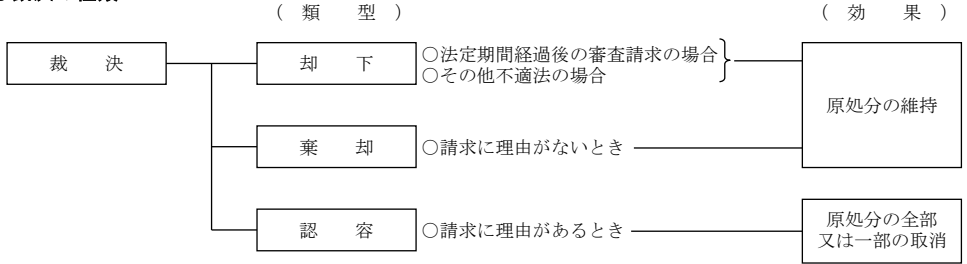 （ 類 型 ）
（ 効 果 ）
裁 決
却 下
○法定期間経過後の審査請求の場合
○その他不適法の場合
原処分の維持
棄 却
○請求に理由がないとき
認 容
○請求に理由があるとき
原処分の全部
又は一部の取消